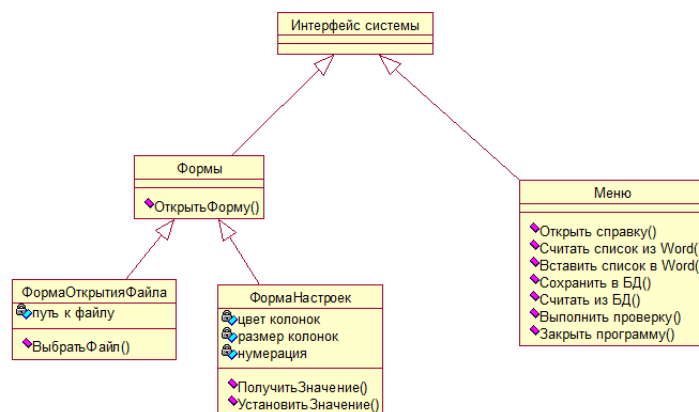 Интерфейс системы
Формы
ОткрытьФорму()
Меню
Открыть справку()
Считать список из Word(
Вставить список в Word(
Сохранить в БД()
Считать из БД()
Выполнить проверку()
Закрыть программу()
ФормаОткрытияФайла
путь к файлу
ВыбратьФайл()
ФормаНастроек
цвет колонок
размер колонок
нумерация
ПолучитьЗначение()
УстановитьЗначение()